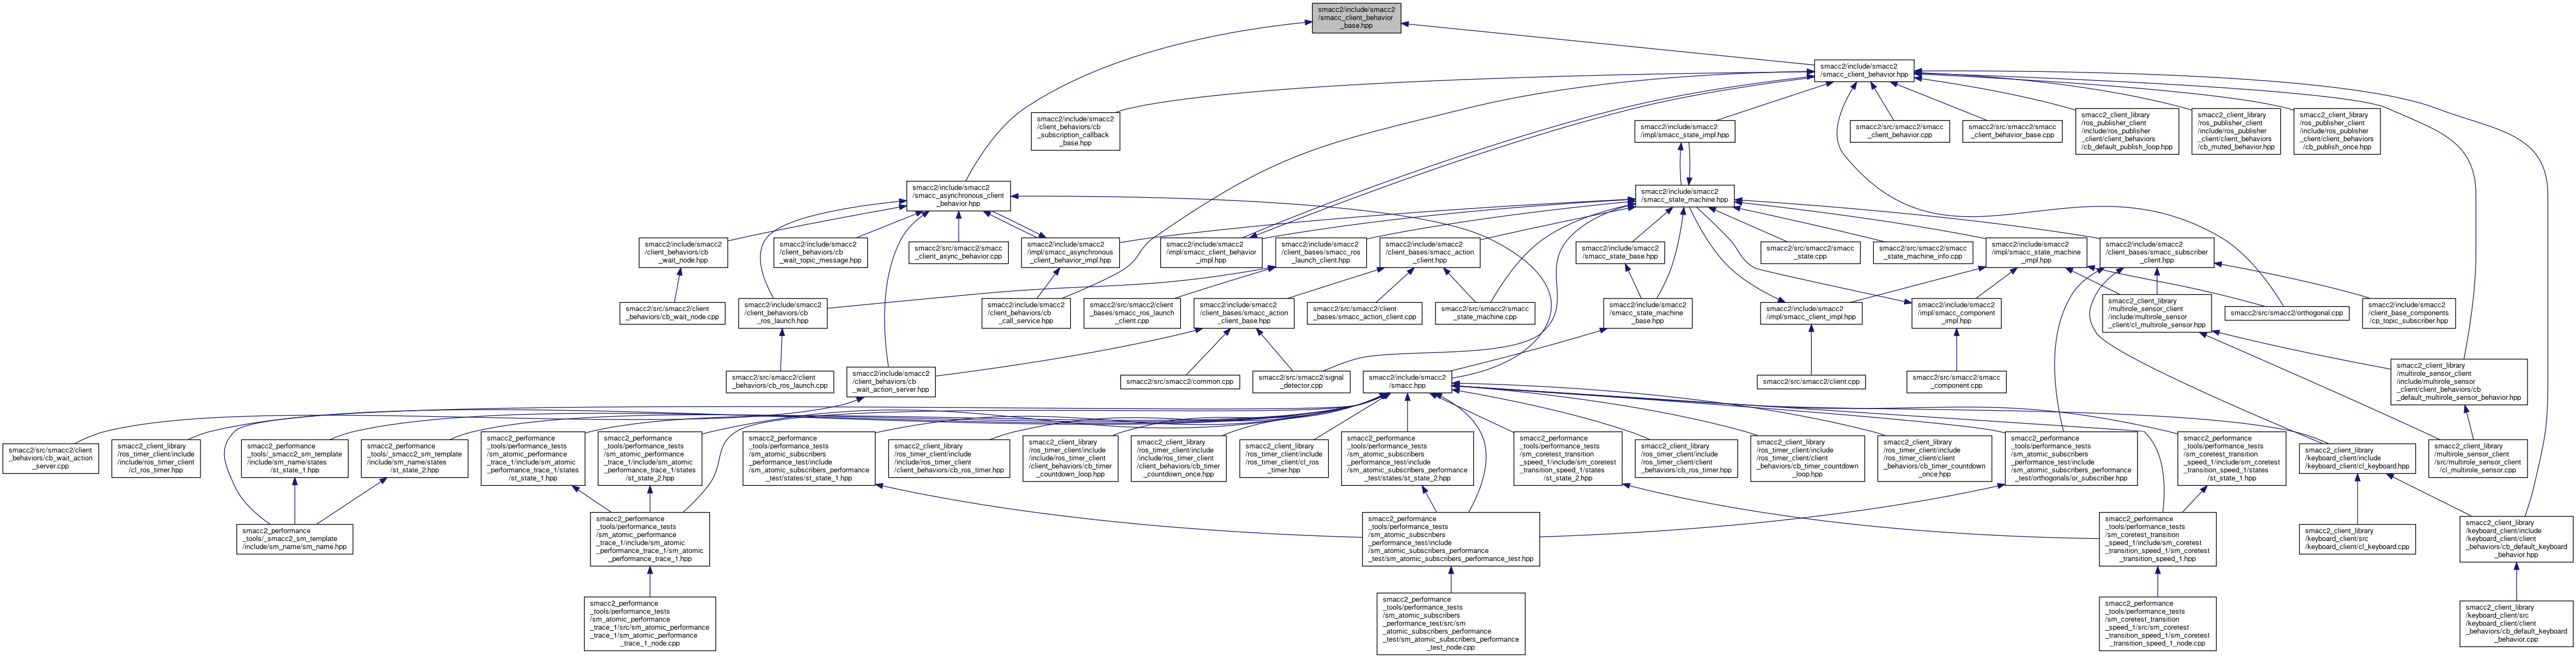 smacc2/include/smacc2
/smacc_client_behavior
_base.hpp
smacc2/include/smacc2
/smacc_client_behavior.hpp
smacc2/include/smacc2
/client_behaviors/cb
_subscription_callback
_base.hpp
smacc2/include/smacc2
/impl/smacc_state_impl.hpp
smacc2/src/smacc2/smacc
_client_behavior.cpp
smacc2/src/smacc2/smacc
_client_behavior_base.cpp
smacc2_client_library
/ros_publisher_client
/include/ros_publisher
_client/client_behaviors
/cb_default_publish_loop.hpp
smacc2_client_library
/ros_publisher_client
/include/ros_publisher
_client/client_behaviors
/cb_muted_behavior.hpp
smacc2_client_library
/ros_publisher_client
/include/ros_publisher
_client/client_behaviors
/cb_publish_once.hpp
smacc2/include/smacc2
/smacc_asynchronous_client
_behavior.hpp
smacc2/include/smacc2
/smacc_state_machine.hpp
smacc2/include/smacc2
/client_behaviors/cb
_wait_node.hpp
smacc2/include/smacc2
/client_behaviors/cb
_wait_topic_message.hpp
smacc2/src/smacc2/smacc
_client_async_behavior.cpp
smacc2/include/smacc2
/impl/smacc_asynchronous
_client_behavior_impl.hpp
smacc2/include/smacc2
/impl/smacc_client_behavior
_impl.hpp
smacc2/include/smacc2
/client_bases/smacc_ros
_launch_client.hpp
smacc2/include/smacc2
/client_bases/smacc_action
_client.hpp
smacc2/include/smacc2
/smacc_state_base.hpp
smacc2/src/smacc2/smacc
_state.cpp
smacc2/src/smacc2/smacc
_state_machine_info.cpp
smacc2/include/smacc2
/impl/smacc_state_machine
_impl.hpp
smacc2/include/smacc2
/client_bases/smacc_subscriber
_client.hpp
smacc2/src/smacc2/client
_behaviors/cb_wait_node.cpp
smacc2/include/smacc2
/client_behaviors/cb
_ros_launch.hpp
smacc2/include/smacc2
/client_behaviors/cb
_call_service.hpp
smacc2/src/smacc2/client
_bases/smacc_ros_launch
_client.cpp
smacc2/include/smacc2
/client_bases/smacc_action
_client_base.hpp
smacc2/src/smacc2/client
_bases/smacc_action_client.cpp
smacc2/src/smacc2/smacc
_state_machine.cpp
smacc2/include/smacc2
/smacc_state_machine
_base.hpp
smacc2/include/smacc2
/impl/smacc_client_impl.hpp
smacc2/include/smacc2
/impl/smacc_component
_impl.hpp
smacc2_client_library
/multirole_sensor_client
/include/multirole_sensor
_client/cl_multirole_sensor.hpp
smacc2/src/smacc2/orthogonal.cpp
smacc2/include/smacc2
/client_base_components
/cp_topic_subscriber.hpp
smacc2/src/smacc2/client
_behaviors/cb_ros_launch.cpp
smacc2/include/smacc2
/client_behaviors/cb
_wait_action_server.hpp
smacc2/src/smacc2/common.cpp
smacc2/src/smacc2/signal
_detector.cpp
smacc2/include/smacc2
/smacc.hpp
smacc2/src/smacc2/client.cpp
smacc2/src/smacc2/smacc
_component.cpp
smacc2_client_library
/multirole_sensor_client
/include/multirole_sensor
_client/client_behaviors/cb
_default_multirole_sensor_behavior.hpp
smacc2/src/smacc2/client
_behaviors/cb_wait_action
_server.cpp
smacc2_client_library
/ros_timer_client/include
/include/ros_timer_client
/cl_ros_timer.hpp
smacc2_performance
_tools/_smacc2_sm_template
/include/sm_name/states
/st_state_1.hpp
smacc2_performance
_tools/_smacc2_sm_template
/include/sm_name/states
/st_state_2.hpp
smacc2_performance
_tools/performance_tests
/sm_atomic_performance
_trace_1/include/sm_atomic
_performance_trace_1/states
/st_state_1.hpp
smacc2_performance
_tools/performance_tests
/sm_atomic_performance
_trace_1/include/sm_atomic
_performance_trace_1/states
/st_state_2.hpp
smacc2_performance
_tools/performance_tests
/sm_atomic_subscribers
_performance_test/include
/sm_atomic_subscribers_performance
_test/states/st_state_1.hpp
smacc2_client_library
/ros_timer_client/include
/include/ros_timer_client
/client_behaviors/cb_ros_timer.hpp
smacc2_client_library
/ros_timer_client/include
/include/ros_timer_client
/client_behaviors/cb_timer
_countdown_loop.hpp
smacc2_client_library
/ros_timer_client/include
/include/ros_timer_client
/client_behaviors/cb_timer
_countdown_once.hpp
smacc2_client_library
/ros_timer_client/include
/ros_timer_client/cl_ros
_timer.hpp
smacc2_performance
_tools/performance_tests
/sm_atomic_subscribers
_performance_test/include
/sm_atomic_subscribers_performance
_test/states/st_state_2.hpp
smacc2_performance
_tools/performance_tests
/sm_coretest_transition
_speed_1/include/sm_coretest
_transition_speed_1/states
/st_state_2.hpp
smacc2_client_library
/ros_timer_client/include
/ros_timer_client/client
_behaviors/cb_ros_timer.hpp
smacc2_client_library
/ros_timer_client/include
/ros_timer_client/client
_behaviors/cb_timer_countdown
_loop.hpp
smacc2_client_library
/ros_timer_client/include
/ros_timer_client/client
_behaviors/cb_timer_countdown
_once.hpp
smacc2_performance
_tools/performance_tests
/sm_atomic_subscribers
_performance_test/include
/sm_atomic_subscribers_performance
_test/orthogonals/or_subscriber.hpp
smacc2_performance
_tools/performance_tests
/sm_coretest_transition
_speed_1/include/sm_coretest
_transition_speed_1/states
/st_state_1.hpp
smacc2_client_library
/keyboard_client/include
/keyboard_client/cl_keyboard.hpp
smacc2_client_library
/multirole_sensor_client
/src/multirole_sensor_client
/cl_multirole_sensor.cpp
smacc2_performance
_tools/_smacc2_sm_template
/include/sm_name/sm_name.hpp
smacc2_performance
_tools/performance_tests
/sm_atomic_performance
_trace_1/include/sm_atomic
_performance_trace_1/sm_atomic
_performance_trace_1.hpp
smacc2_performance
_tools/performance_tests
/sm_atomic_subscribers
_performance_test/include
/sm_atomic_subscribers_performance
_test/sm_atomic_subscribers_performance_test.hpp
smacc2_performance
_tools/performance_tests
/sm_coretest_transition
_speed_1/include/sm_coretest
_transition_speed_1/sm_coretest
_transition_speed_1.hpp
smacc2_client_library
/keyboard_client/src
/keyboard_client/cl_keyboard.cpp
smacc2_client_library
/keyboard_client/include
/keyboard_client/client
_behaviors/cb_default_keyboard
_behavior.hpp
smacc2_performance
_tools/performance_tests
/sm_atomic_performance
_trace_1/src/sm_atomic_performance
_trace_1/sm_atomic_performance
_trace_1_node.cpp
smacc2_performance
_tools/performance_tests
/sm_atomic_subscribers
_performance_test/src/sm
_atomic_subscribers_performance
_test/sm_atomic_subscribers_performance
_test_node.cpp
smacc2_performance
_tools/performance_tests
/sm_coretest_transition
_speed_1/src/sm_coretest
_transition_speed_1/sm_coretest
_transition_speed_1_node.cpp
smacc2_client_library
/keyboard_client/src
/keyboard_client/client
_behaviors/cb_default_keyboard
_behavior.cpp